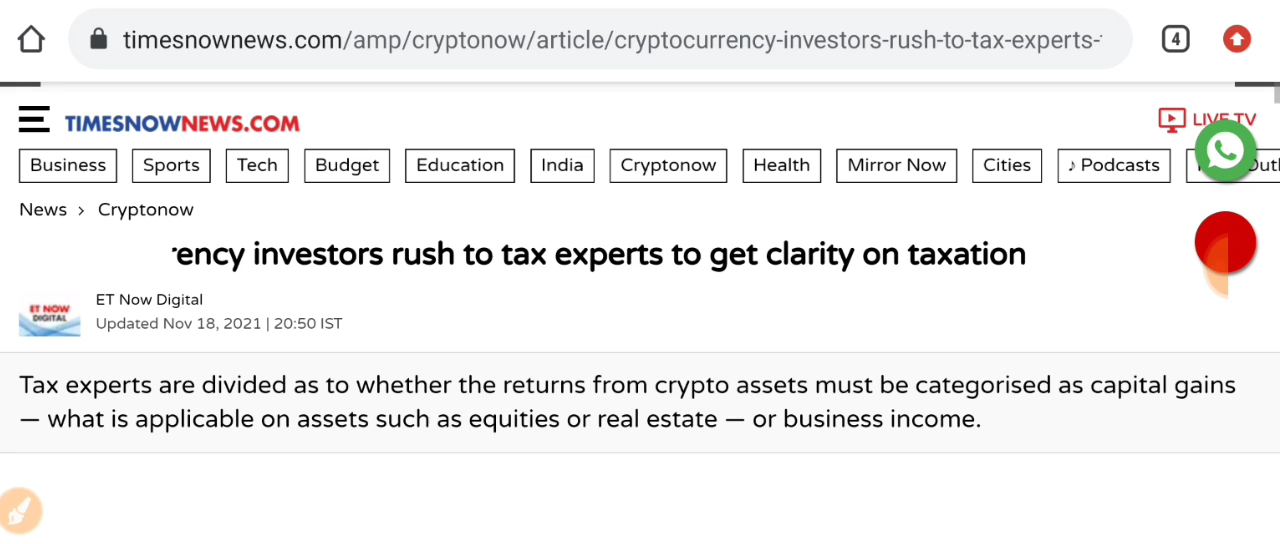 timesnownews.com/amp/cryptonow/article/cryptocurrency-investors-rush-to-tax-experts-
4
TIMESNOWNEWS.COM
LIVE TV
Business Sports Tech Budget Education India Cryptonow Health Mirror Now Cities ♪ Podcasts
News > Cryptonow
rency investors rush to tax experts to get clarity on taxation
ET NOW
DIGITAL
ET Now Digital
Updated Nov 18, 2021 | 20:50 IST
Tax experts are divided as to whether the returns from crypto assets must be categorised as capital gains
— what is applicable on assets such as equities or real estate — or business income.